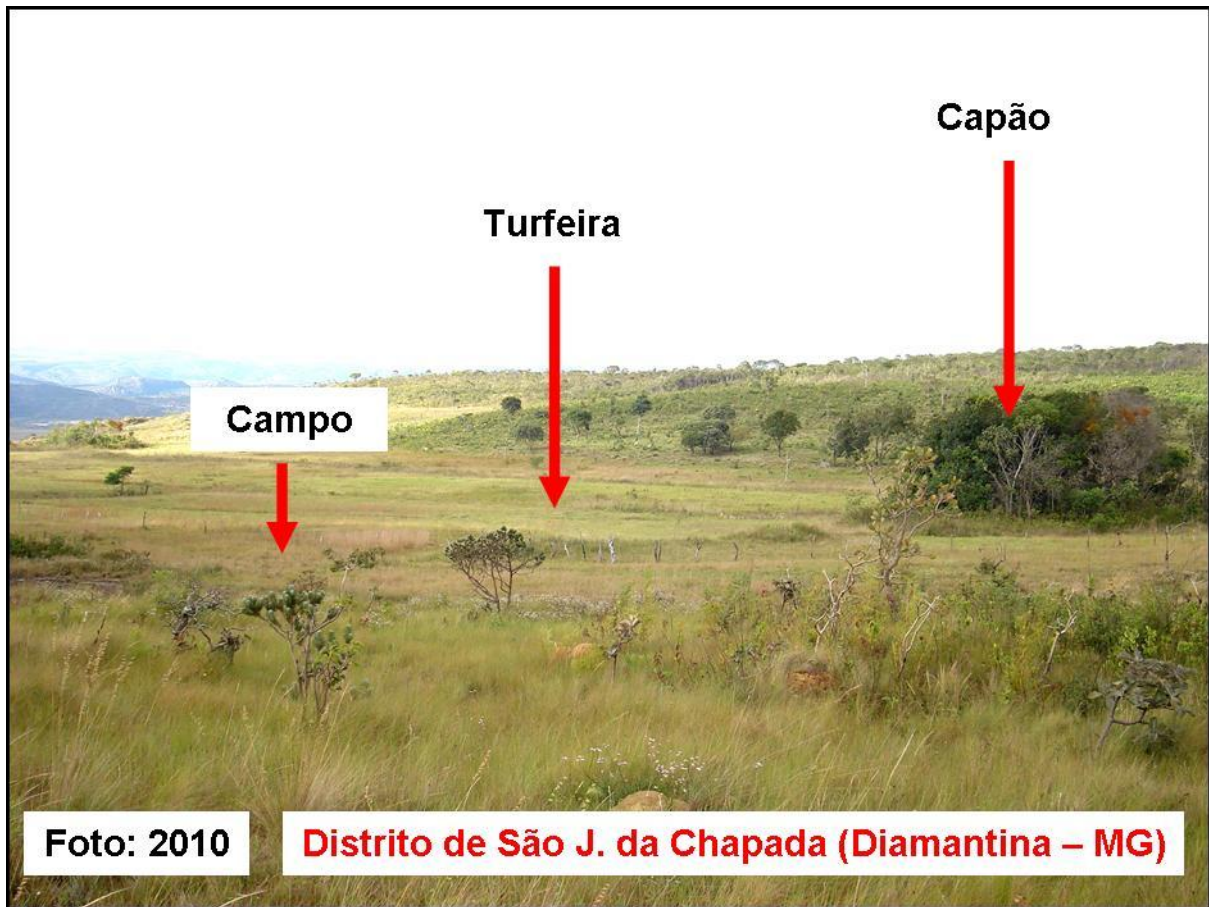 Capão
Turfeira
Campo
Foto: 2010
Distrito de São J. da Chapada (Diamantina – MG)